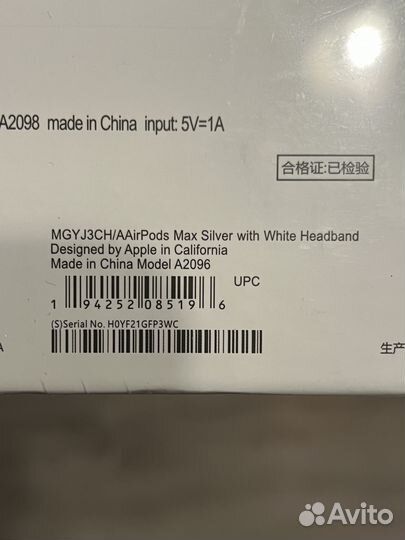 A2098 made in China input: 5V=1A
合格证:已检验
MGYJ3CH/AAirPods Max Silver with White Headband
Designed by Apple in California
Made in China Model A2096
UPC
1 94252 08519 6
(S)Serial No. H0YF21GFP3WC
A
生产
Avito